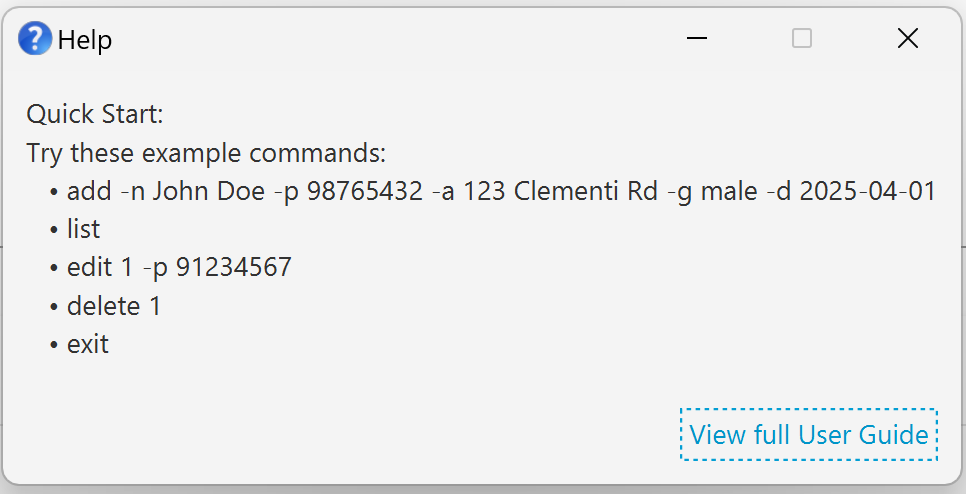 Help
Quick Start:
Try these example commands:
• add -n John Doe -p 98765432 -a 123 Clementi Rd -g male -d 2025-04-01
• list
• edit 1 -p 91234567
• delete 1
• exit
View full User Guide